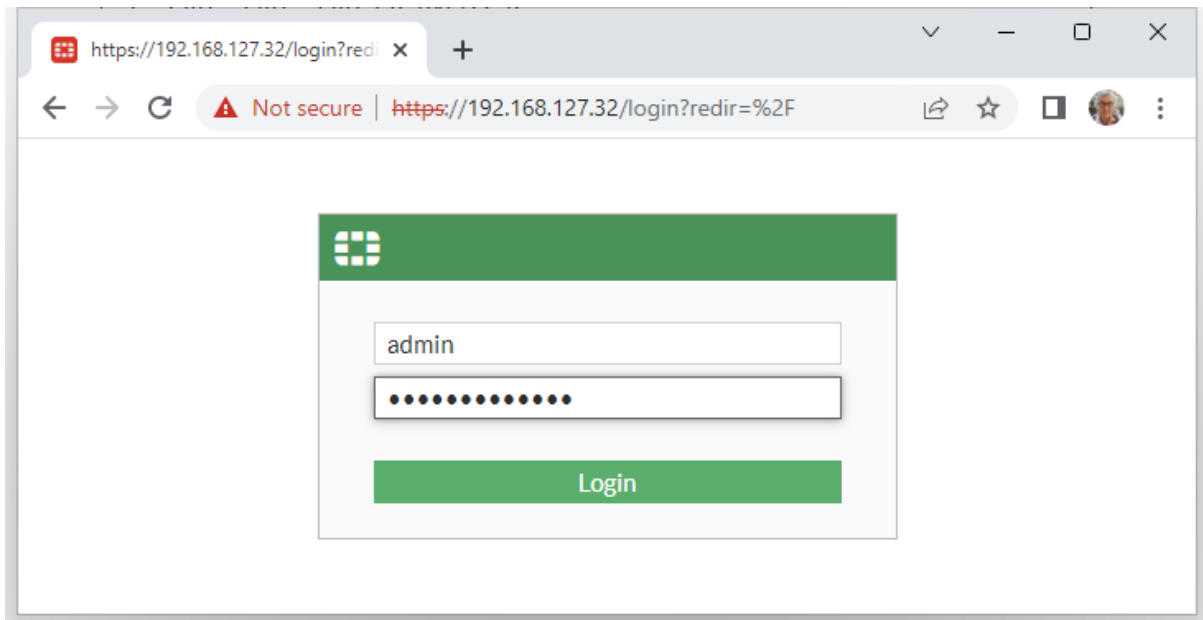 https://192.168.127.32/login?redi
Not secure
https://192.168.127.32/login?redir=%2F
admin
•••••••••••••
Login